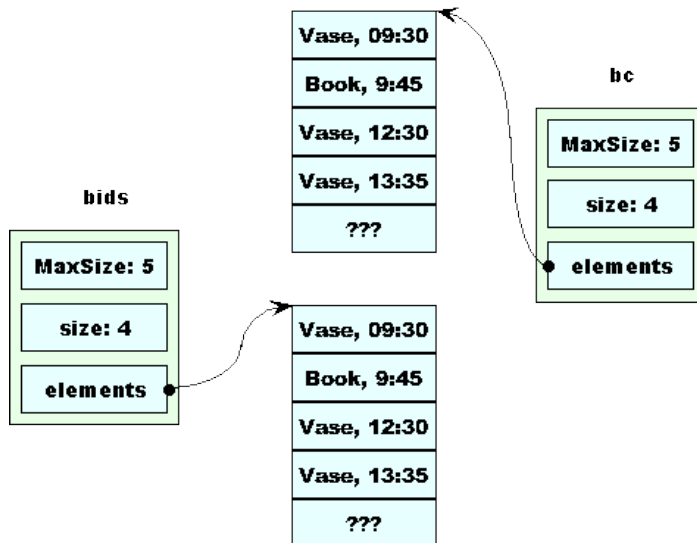 Vase, 09:30
Book, 9:45
Vase, 12:30
Vase, 13:35
???
bc
MaxSize: 5
size: 4
elements
bids
MaxSize: 5
size: 4
elements
Vase, 09:30
Book, 9:45
Vase, 12:30
Vase, 13:35
???